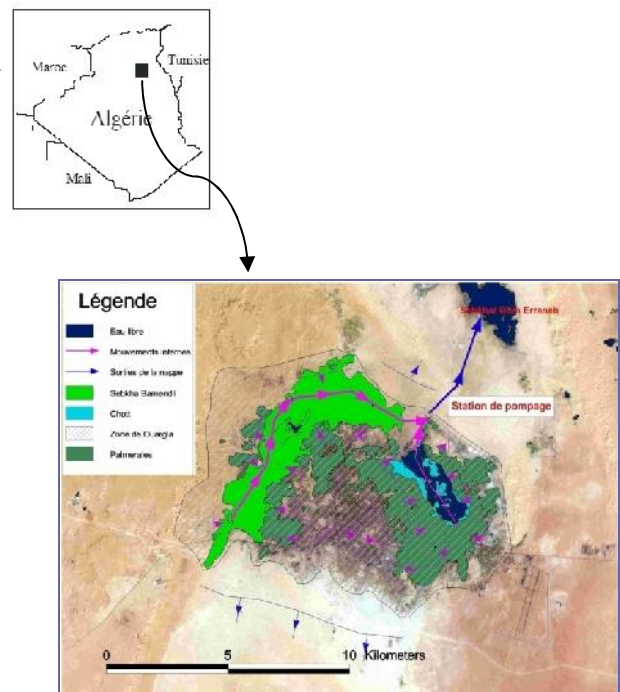 Maroc
Tunisie
Algérie
Mali
Légende
Eau libre
Mouvements internes
Sorties de la nappe
Sebkha Bamendil
Chott
Zone de Ouargla
Palmeraies
Station de pompage
0 5 10 Kilometers